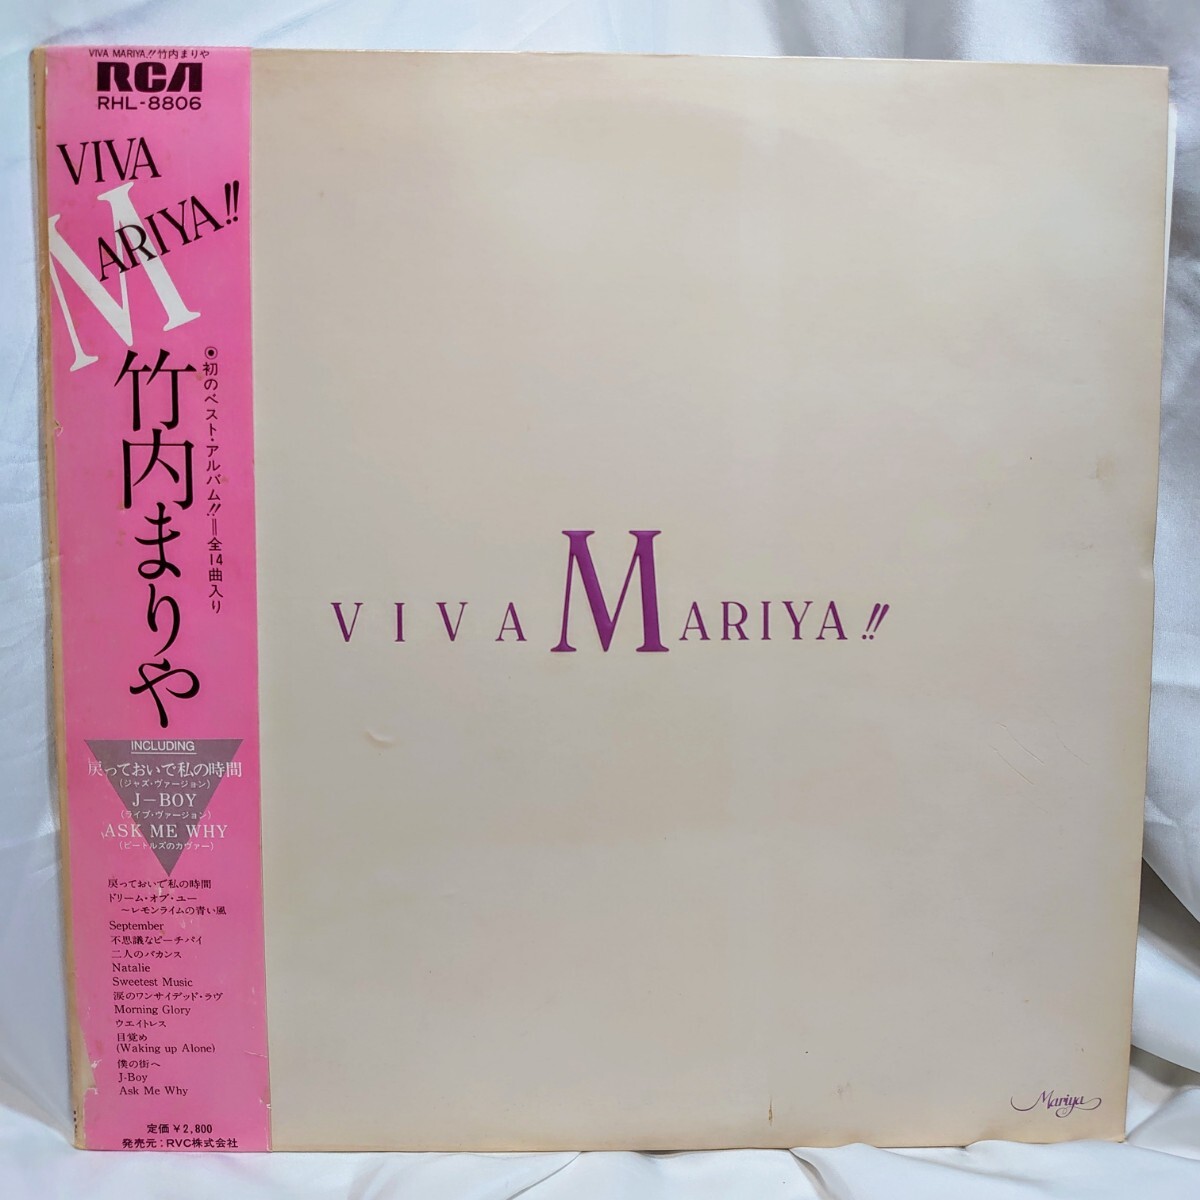 VIVA MARIYA!! 竹内まりや
RCA
RHL-8806
VIVA
MARIYA!!
竹内まりや
◉初のベスト・アルバム!!=全14曲入り
INCLUDING
戻っておいで私の時間
(ジャズ・ヴァージョン)
J-BOY
(ライブ・ヴァージョン)
ASK ME WHY
(ビートルズのカヴァー)
戻っておいで私の時間
ドリーム・オブ・ユー
～レモンライムの青い風
September
不思議なピーチパイ
二人のバカンス
Natalie
Sweetest Music
涙のワンサイデッド・ラヴ
Morning Glory
ウエイトレス
目覚め
(Waking up Alone)
僕の街へ
J-Boy
Ask Me Why
定価￥2,800
発売元:RVC株式会社
VIVA MARIYA!!
Mariya